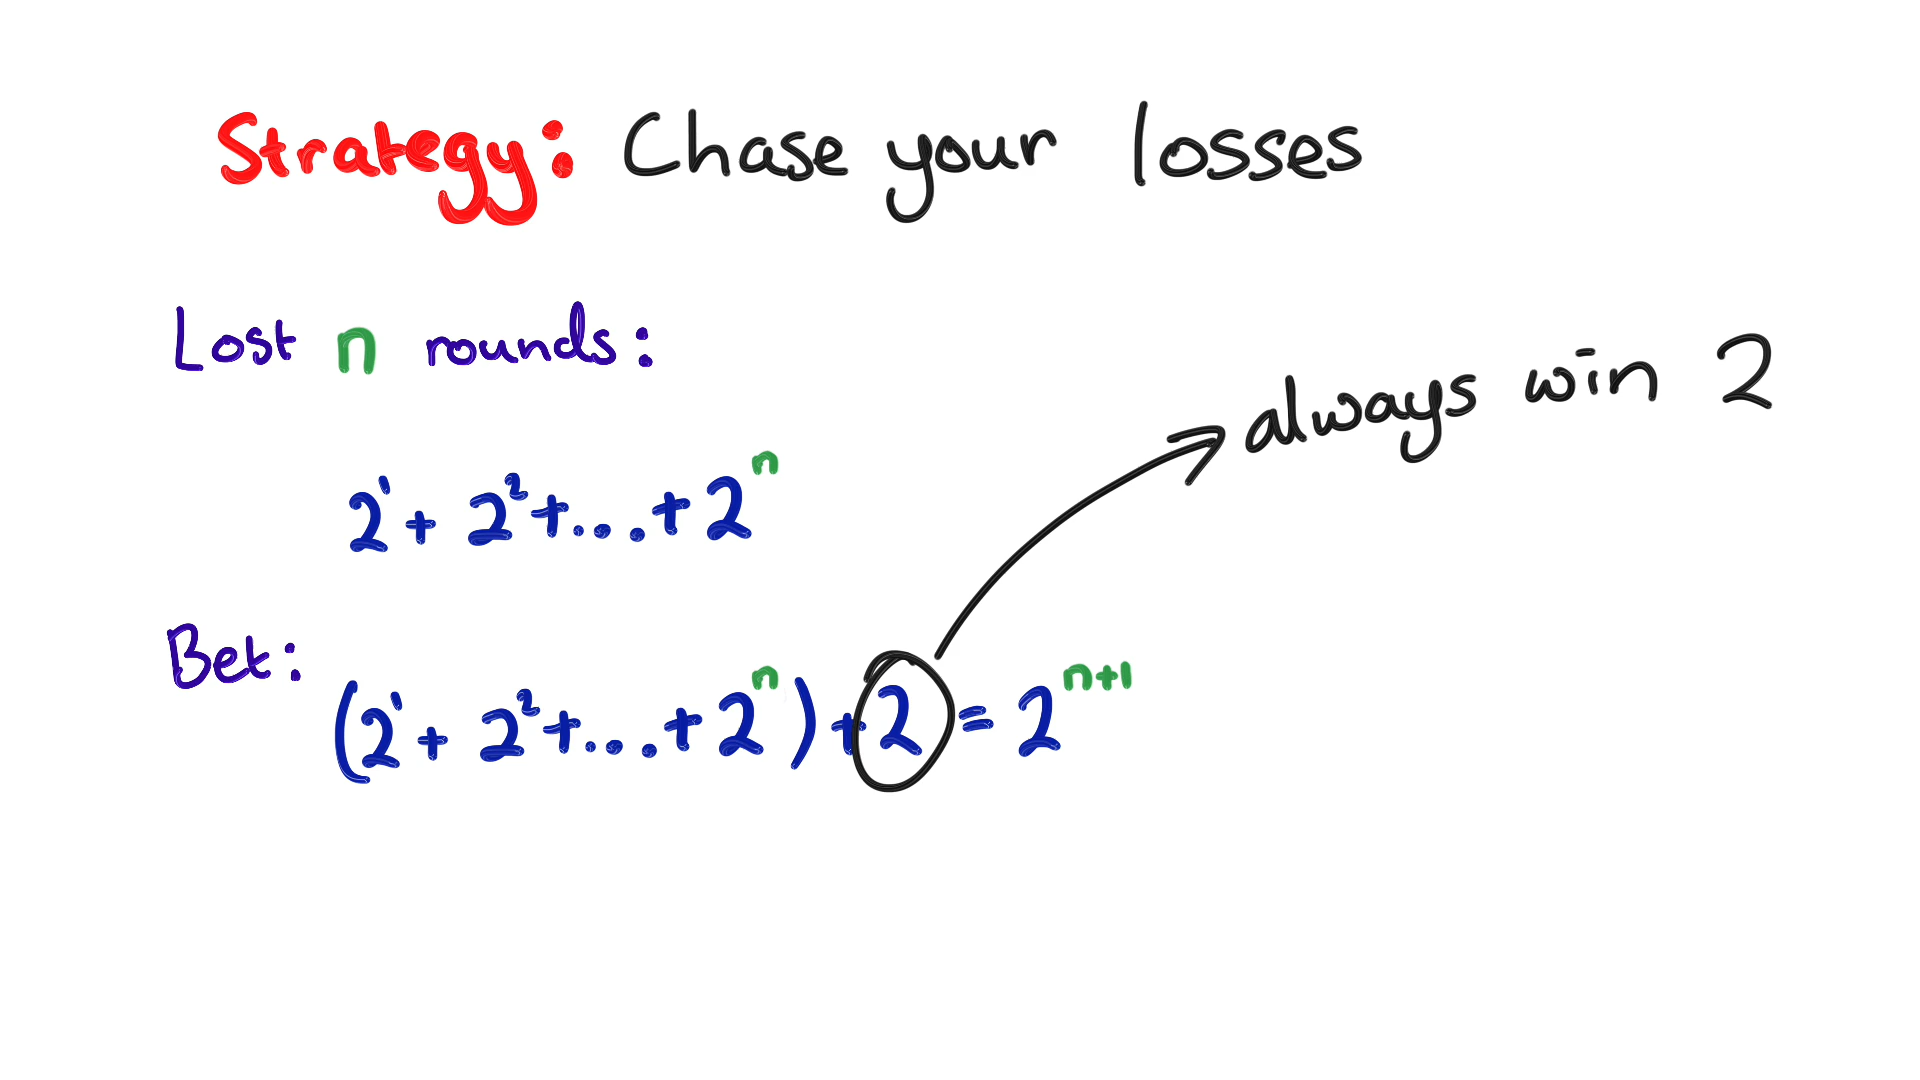 Strategy: Chase your losses
Lost n rounds:
always win 2
2¹ + 2² + ... + 2ⁿ
Bet:
(2¹ + 2² + ... + 2ⁿ) + 2 = 2ⁿ⁺¹